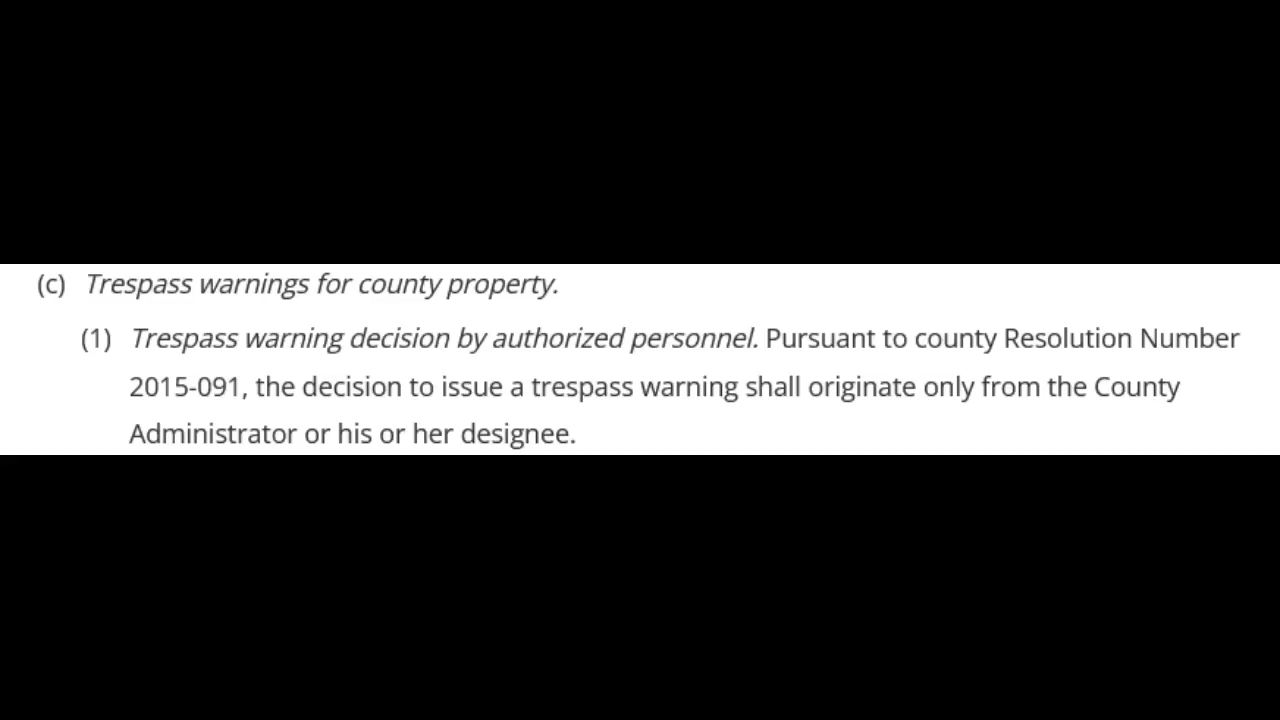 (c) Trespass warnings for county property.
(1) Trespass warning decision by authorized personnel. Pursuant to county Resolution Number
2015-091, the decision to issue a trespass warning shall originate only from the County
Administrator or his or her designee.